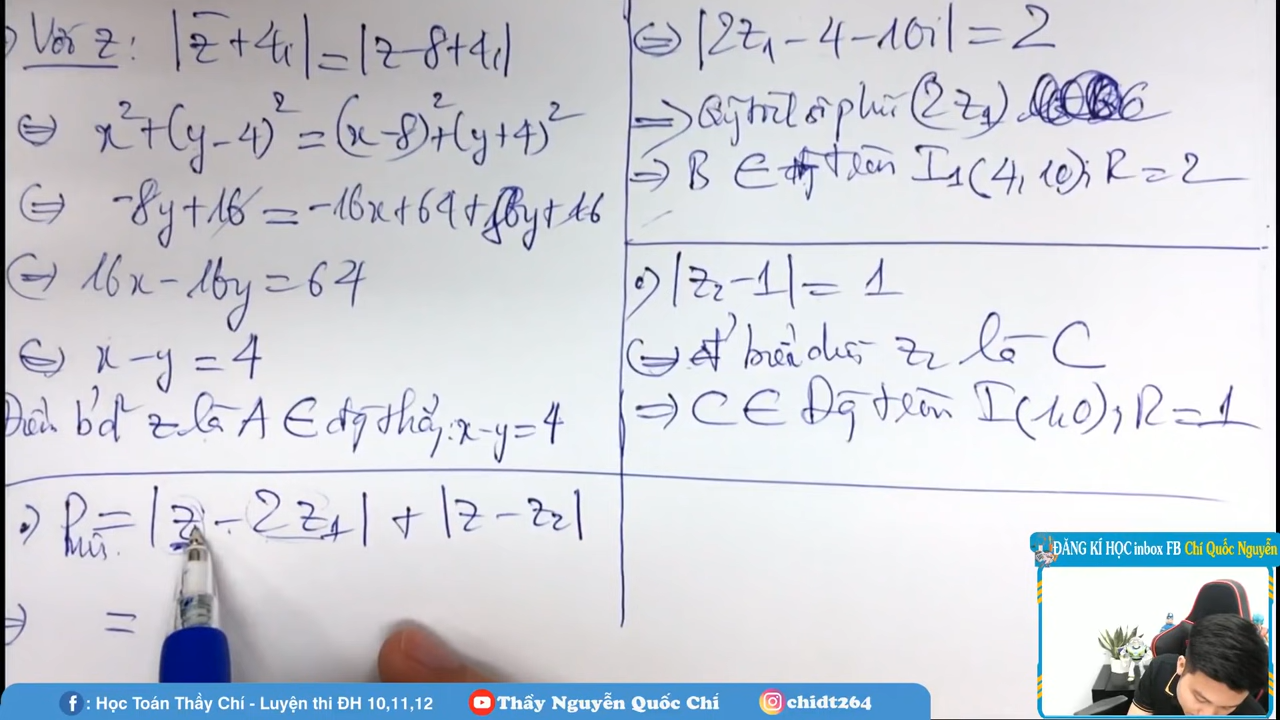 Với z: |z̅+4i|=|z-8+4i|
⇔ x²+(y-4)²=(x-8)²+(y+4)²
⇔ -8y+16=-16x+64+8y+16
⇔ 16x-16y=64
⇔ x-y=4
Điểm b'd² z là A ∈ đg thẳg: x-y=4
•) P min = |z-2z₁| + |z-z₂|
⇒ =
⇔ |2z₁-4-10i|=2
⇒ Quỹ tích số phức (2z₁)
⇒ B ∈ đg tròn I₁(4,10); R=2
•) |z₂-1|=1
⇔ biểu diễn z₂ là C
⇒ C ∈ Đg tròn I(1,0), R=1
ĐĂNG KÍ HỌC inbox FB Chí Quốc Nguyễn
: Học Toán Thầy Chí - Luyện thi ĐH 10,11,12
Thầy Nguyễn Quốc Chí
chidt264